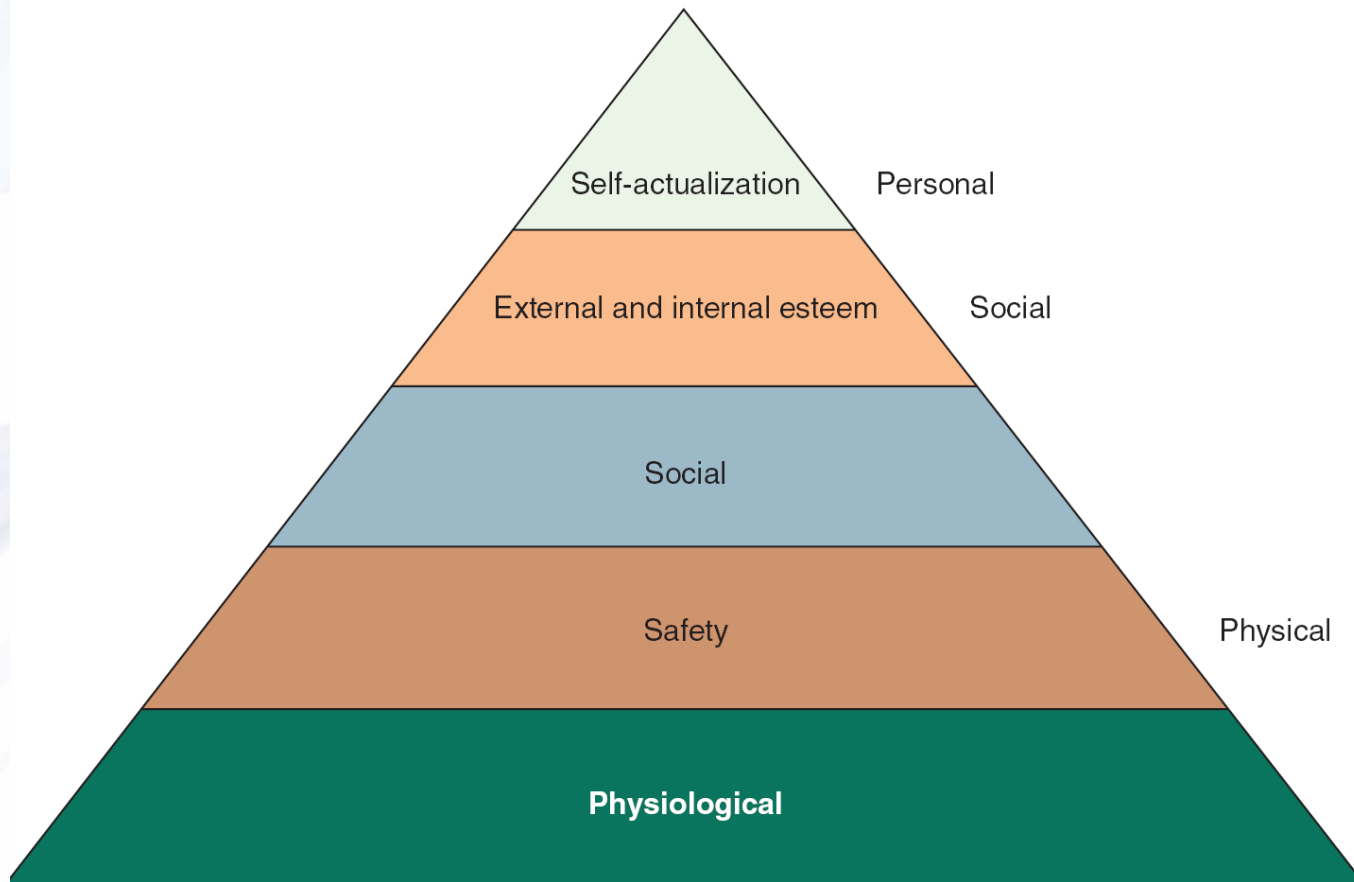 Self-actualization
Personal
External and internal esteem
Social
Social
Safety
Physical
Physiological